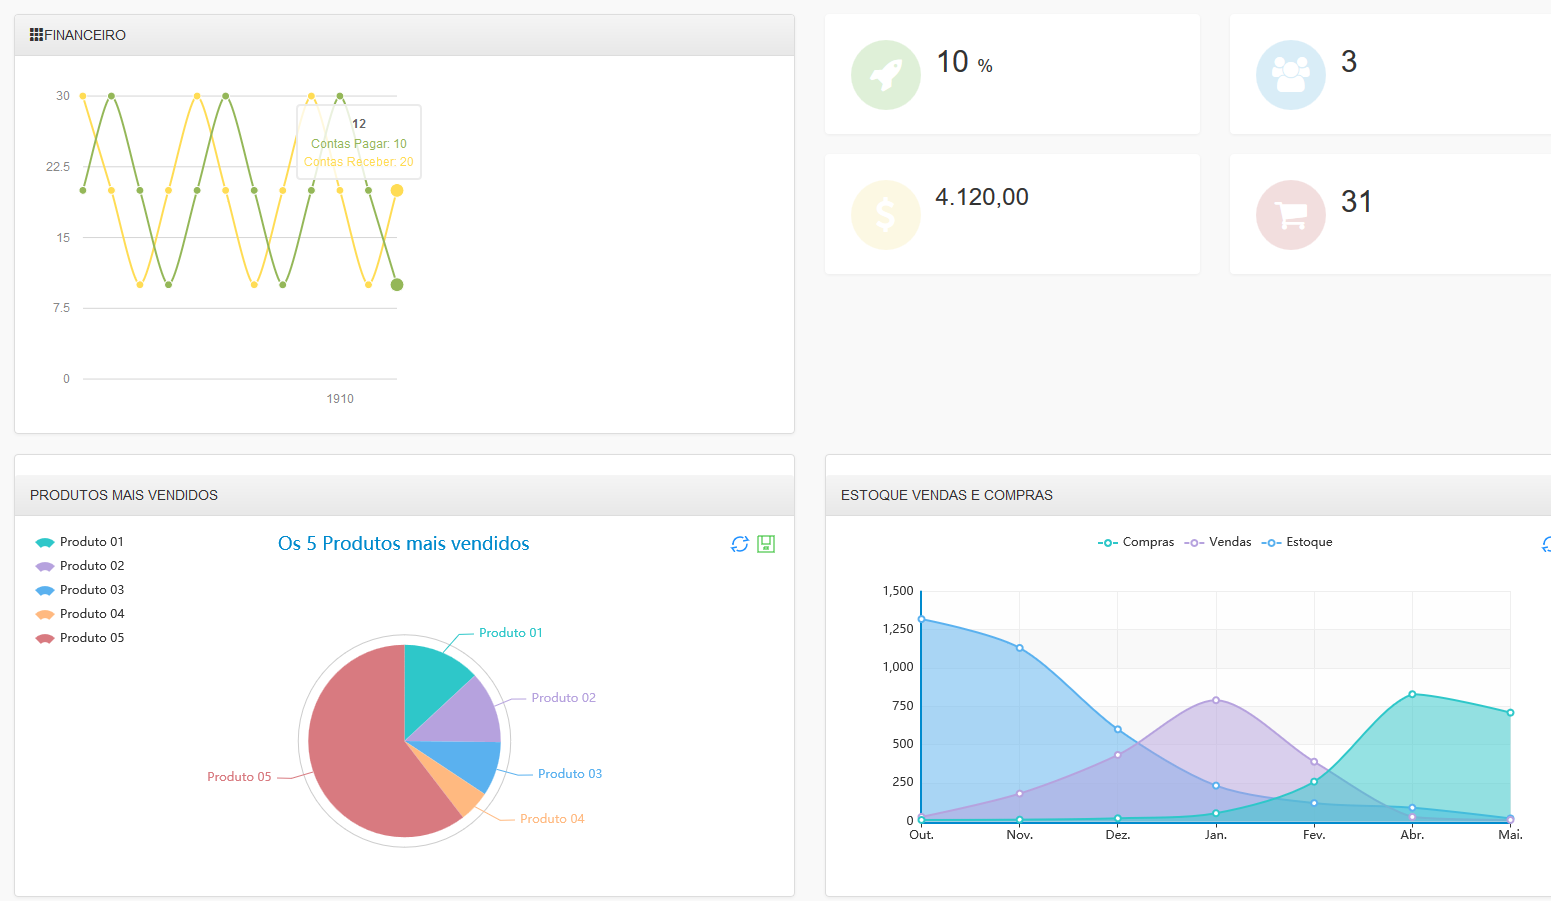 FINANCEIRO
30
22.5
15
7.5
0
12
Contas Pagar: 10
Contas Receber: 20
1910
10 %
3
4.120,00
31
PRODUTOS MAIS VENDIDOS
Os 5 Produtos mais vendidos
Produto 01
Produto 02
Produto 03
Produto 04
Produto 05
Produto 01
Produto 02
Produto 03
Produto 04
Produto 05
ESTOQUE VENDAS E COMPRAS
Compras Vendas Estoque
1,500
1,250
1,000
750
500
250
0
Out. Nov. Dez. Jan. Fev. Abr. Mai.